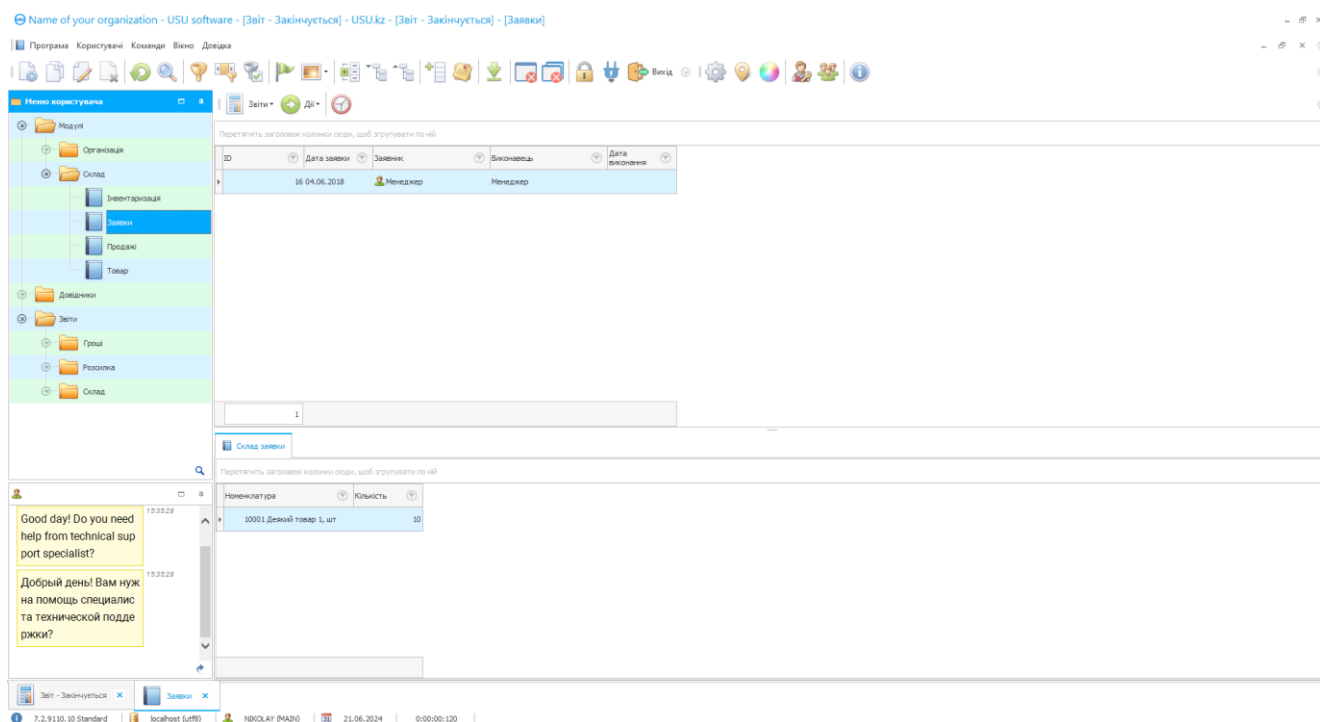 Name of your organization - USU software - [Звіт - Закінчується] - USU.kz - [Звіт - Закінчується] - [Заявки]
Програма Користувачі Команди Вікно Довідка
Вихід
Меню користувача
Звіти Дії
Модулі
Організація
Склад
Інвентаризація
Заявки
Продажі
Товар
Довідники
Звіти
Гроші
Розсилка
Склад
Перетягніть заголовок колонки сюди, щоб згрупувати по ній
ID Дата заявки Заявник Виконавець Дата виконання
16 04.06.2018 Менеджер Менеджер
1
Склад заявки
Перетягніть заголовок колонки сюди, щоб згрупувати по ній
Номенклатура Кількість
10001 Деякий товар 1, шт 10
15:35:28
Good day! Do you need
help from technical sup
port specialist?
15:35:28
Добрый день! Вам нуж
на помощь специалис
та технической подде
ржки?
Звіт - Закінчується Заявки
7.2.9110.10 Standard localhost (utf8) NIKOLAY (MAIN) 31 21.06.2024 0:00:00:120